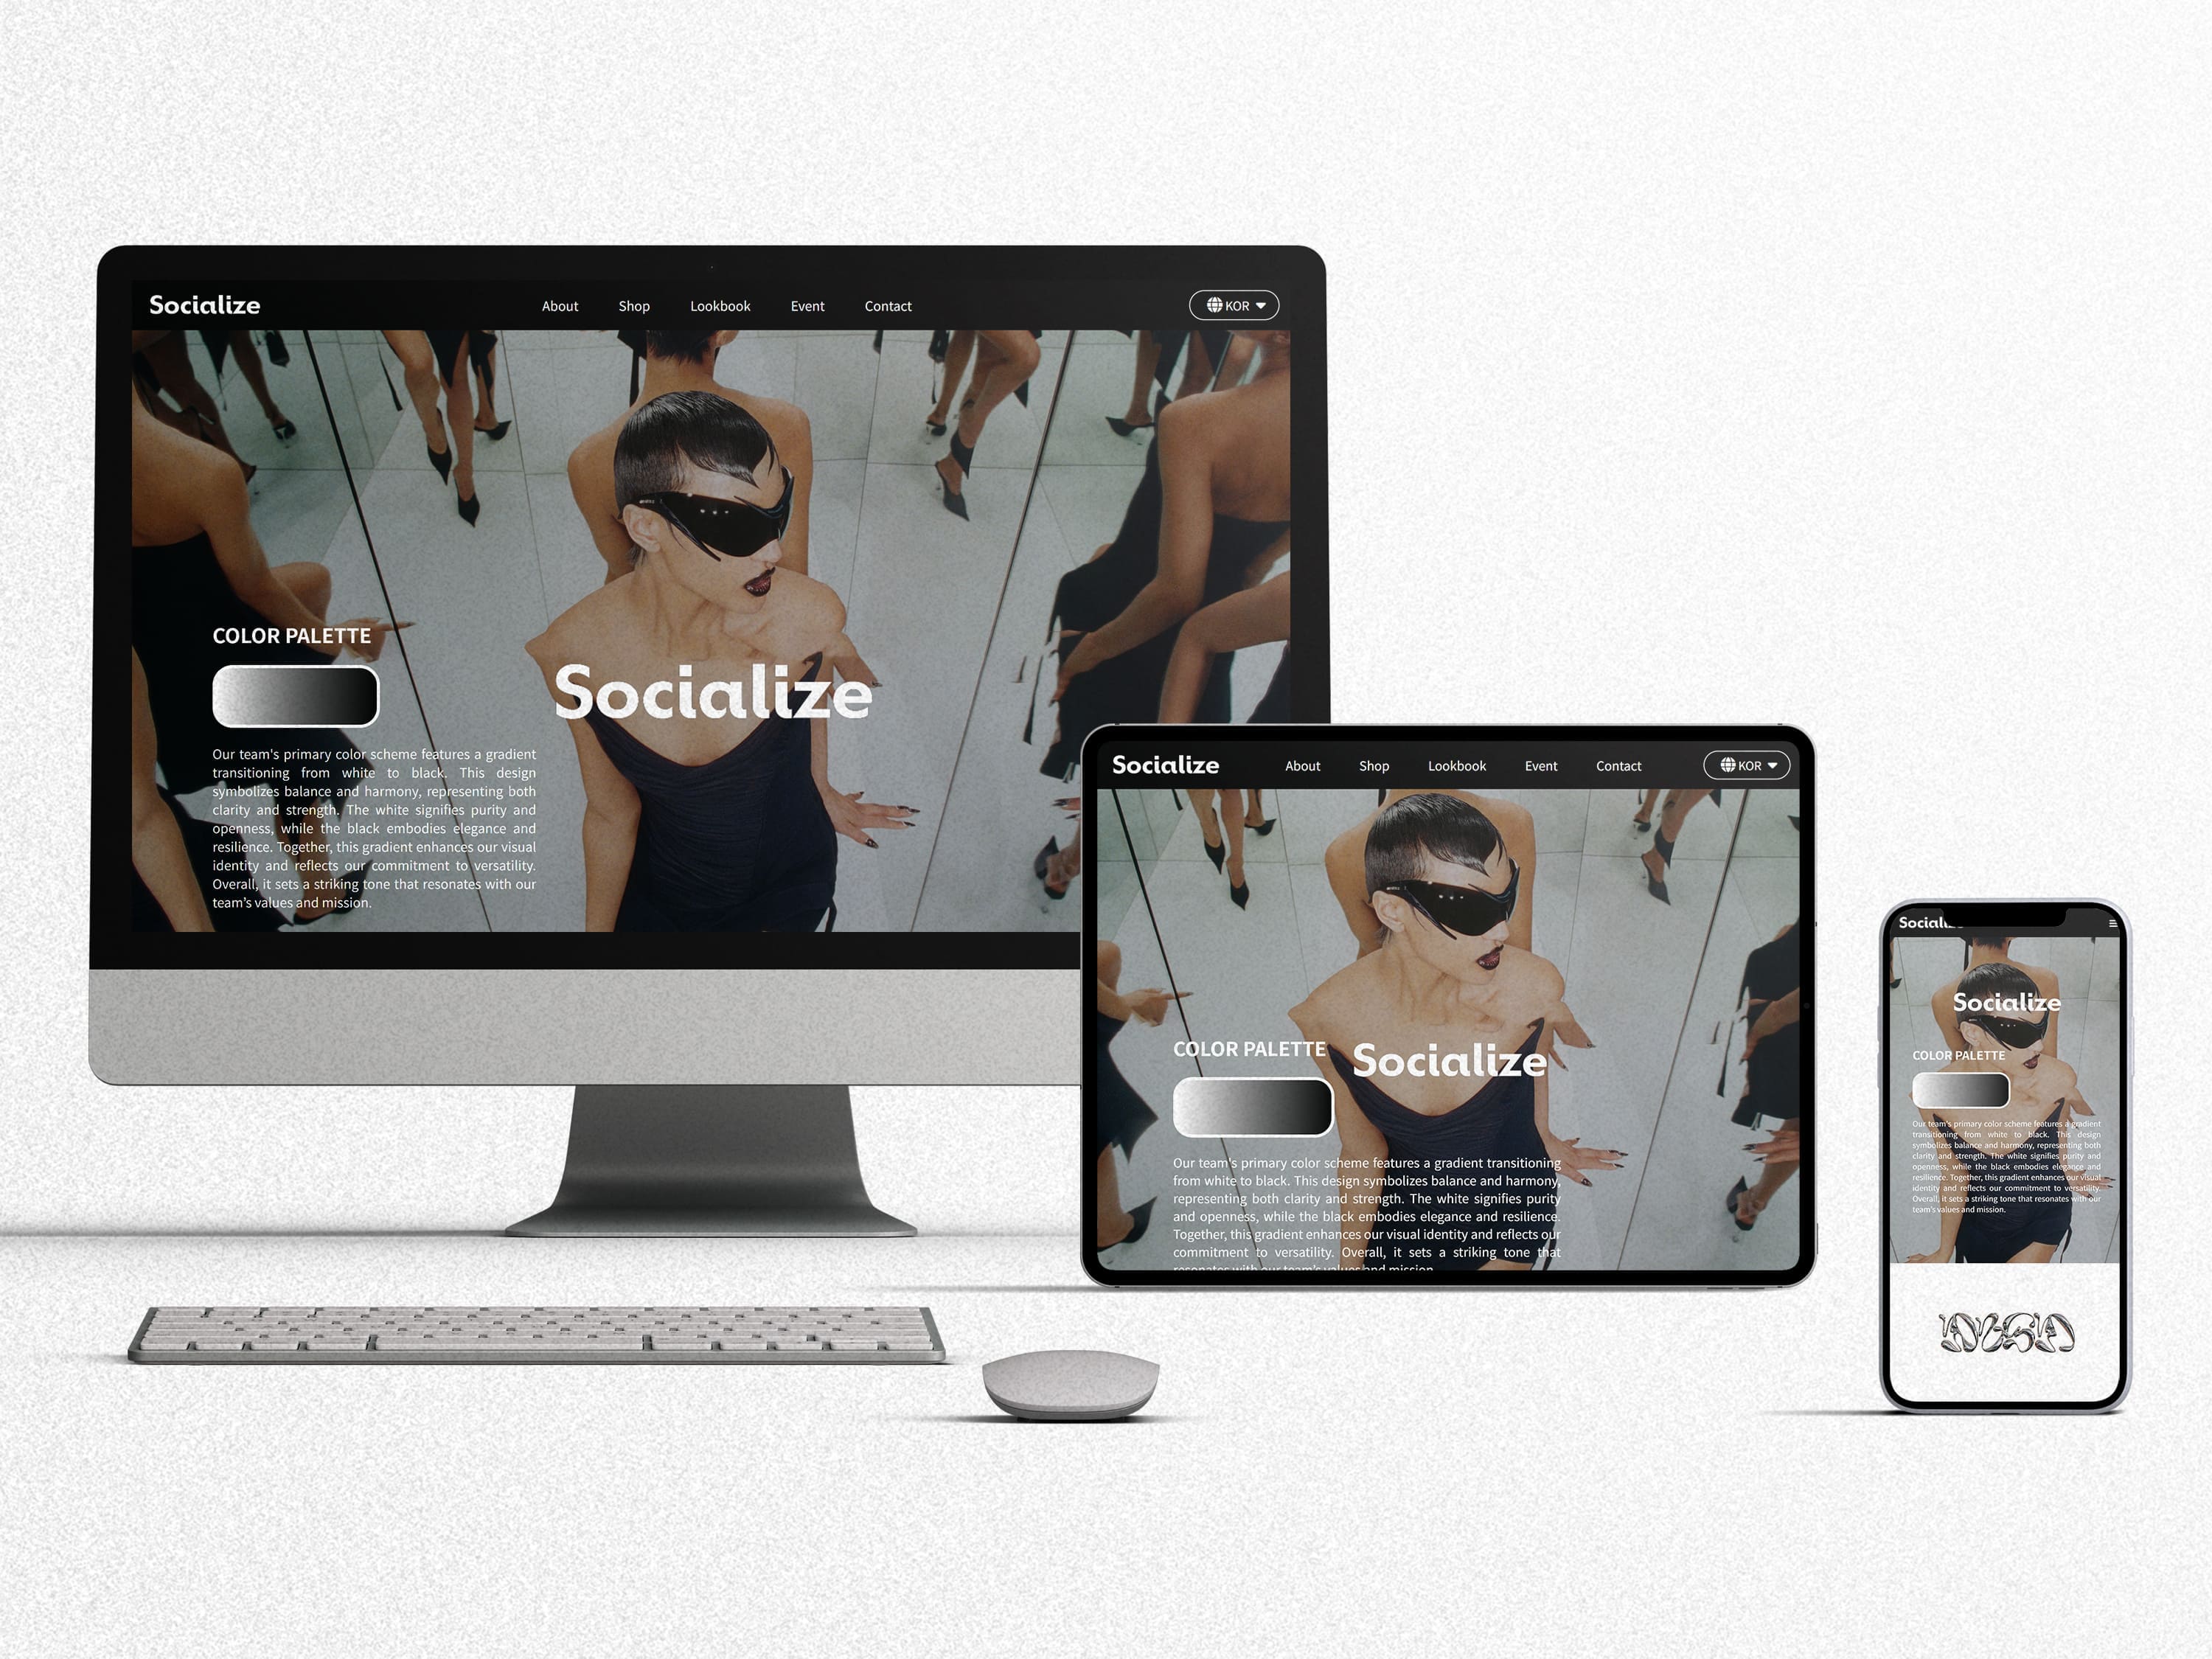 Socialize
About Shop Lookbook Event Contact
KOR
COLOR PALETTE
Socialize
Our team's primary color scheme features a gradient
transitioning from white to black. This design
symbolizes balance and harmony, representing both
clarity and strength. The white signifies purity and
openness, while the black embodies elegance and
resilience. Together, this gradient enhances our visual
identity and reflects our commitment to versatility.
Overall, it sets a striking tone that resonates with our
team's values and mission.
Socialize
About Shop Lookbook Event Contact
KOR
COLOR PALETTE
Socialize
Our team's primary color scheme features a gradient transitioning
from white to black. This design symbolizes balance and harmony,
representing both clarity and strength. The white signifies purity
and openness, while the black embodies elegance and resilience.
Together, this gradient enhances our visual identity and reflects our
commitment to versatility. Overall, it sets a striking tone that
resonates with our team's values and mission.
Socialize
COLOR PALETTE
Our team's primary color scheme features a gradient
transitioning from white to black. This design
symbolizes balance and harmony, representing both
clarity and strength. The white signifies purity and
openness, while the black embodies elegance and
resilience. Together, this gradient enhances our visual
identity and reflects our commitment to versatility.
Overall, it sets a striking tone that resonates with our
team's values and mission.